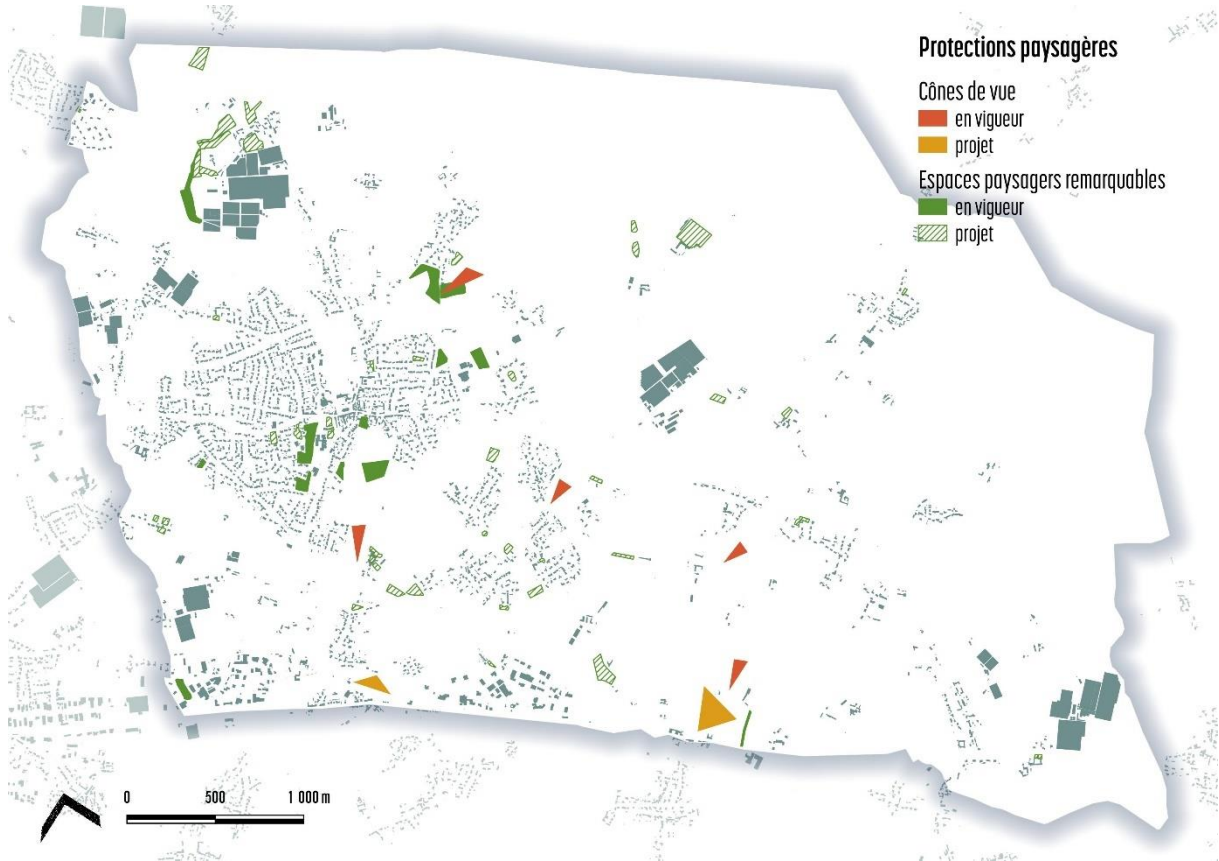 Protections paysagères
Cônes de vue
en vigueur
projet
Espaces paysagers remarquables
en vigueur
projet
0 500 1 000 m